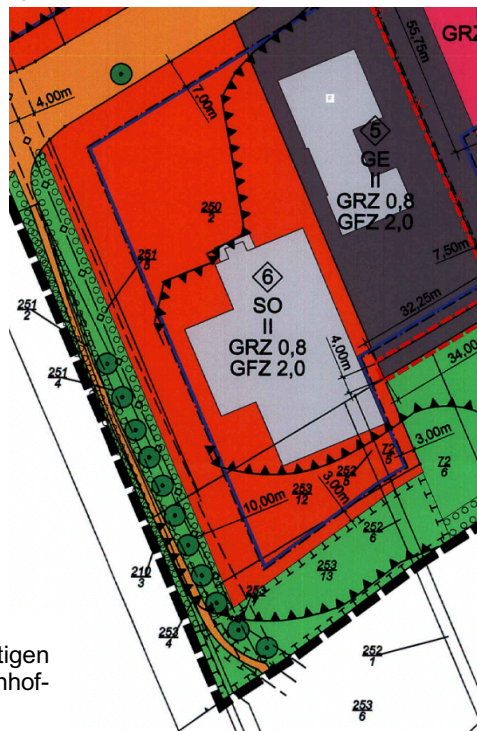 GRZ
55,75m
4,00m
7,00m
5
GE
II
GRZ 0,8
GFZ 2,0
250
2
251
5
7,50m
6
SO
II
GRZ 0,8
GFZ 2,0
32,25m
251
2
4,00m
34,00
251
4
72
5
3,00m
252
5
72
6
253
12
3,00m
10,00m
252
6
253
13
210
3
253
253
4
tigen
nhof-
252
1
253
6